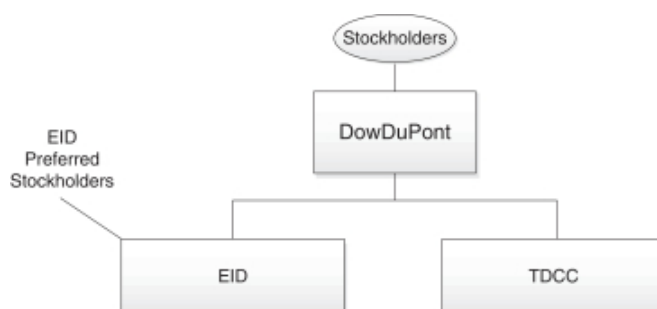 Stockholders
DowDuPont
EID
Preferred
Stockholders
EID
TDCC